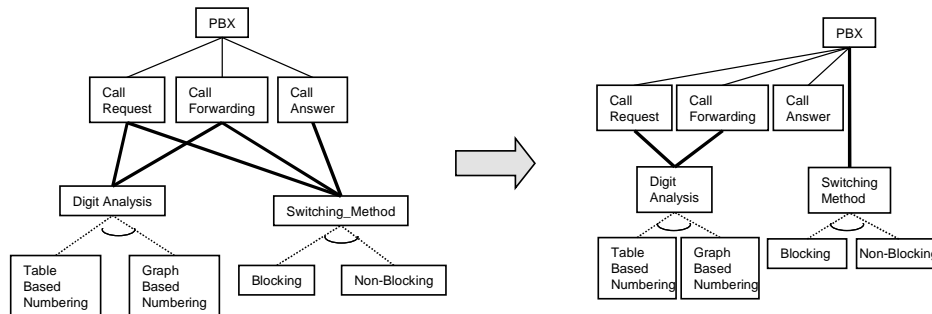 PBX
Call
Request
Call
Forwarding
Call
Answer
Digit Analysis
Switching_Method
Table
Based
Numbering
Graph
Based
Numbering
Blocking
Non-Blocking
PBX
Call
Request
Call
Forwarding
Call
Answer
Digit
Analysis
Switching
Method
Table
Based
Numbering
Graph
Based
Numbering
Blocking
Non-Blocking